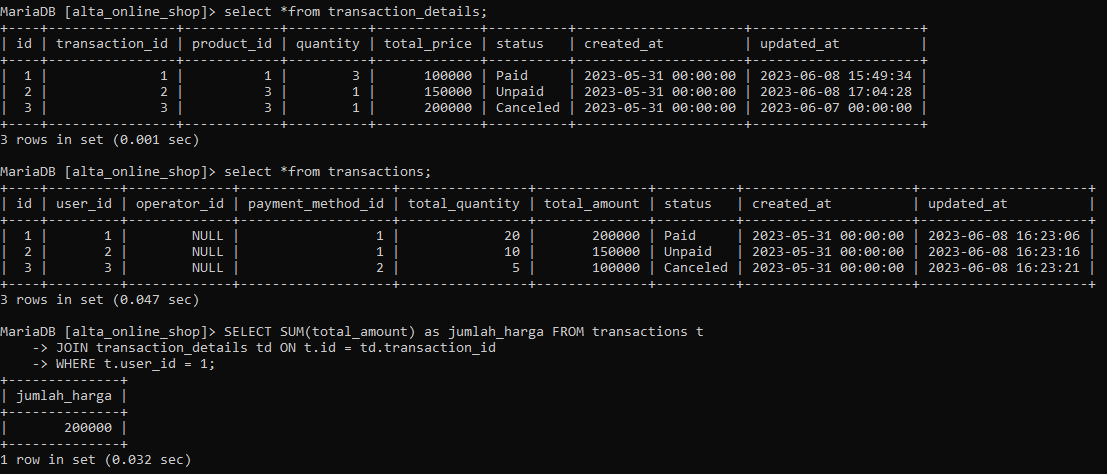 MariaDB [alta_online_shop]> select *from transaction_details;
+----+----------------+------------+----------+-------------+----------+---------------------+---------------------+
| id | transaction_id | product_id | quantity | total_price | status   | created_at          | updated_at          |
+----+----------------+------------+----------+-------------+----------+---------------------+---------------------+
|  1 |              1 |          1 |        3 |      100000 | Paid     | 2023-05-31 00:00:00 | 2023-06-08 15:49:34 |
|  2 |              2 |          3 |        1 |      150000 | Unpaid   | 2023-05-31 00:00:00 | 2023-06-08 17:04:28 |
|  3 |              3 |          3 |        1 |      200000 | Canceled | 2023-05-31 00:00:00 | 2023-06-07 00:00:00 |
+----+----------------+------------+----------+-------------+----------+---------------------+---------------------+
3 rows in set (0.001 sec)
MariaDB [alta_online_shop]> select *from transactions;
+----+---------+-------------+-------------------+----------------+--------------+----------+---------------------+---------------------+
| id | user_id | operator_id | payment_method_id | total_quantity | total_amount | status   | created_at          | updated_at          |
+----+---------+-------------+-------------------+----------------+--------------+----------+---------------------+---------------------+
|  1 |       1 |        NULL |                 1 |             20 |       200000 | Paid     | 2023-05-31 00:00:00 | 2023-06-08 16:23:06 |
|  2 |       2 |        NULL |                 1 |             10 |       150000 | Unpaid   | 2023-05-31 00:00:00 | 2023-06-08 16:23:16 |
|  3 |       3 |        NULL |                 2 |              5 |       100000 | Canceled | 2023-05-31 00:00:00 | 2023-06-08 16:23:21 |
+----+---------+-------------+-------------------+----------------+--------------+----------+---------------------+---------------------+
3 rows in set (0.047 sec)
MariaDB [alta_online_shop]> SELECT SUM(total_amount) as jumlah_harga FROM transactions t
    -> JOIN transaction_details td ON t.id = td.transaction_id
    -> WHERE t.user_id = 1;
+--------------+
| jumlah_harga |
+--------------+
|       200000 |
+--------------+
1 row in set (0.032 sec)